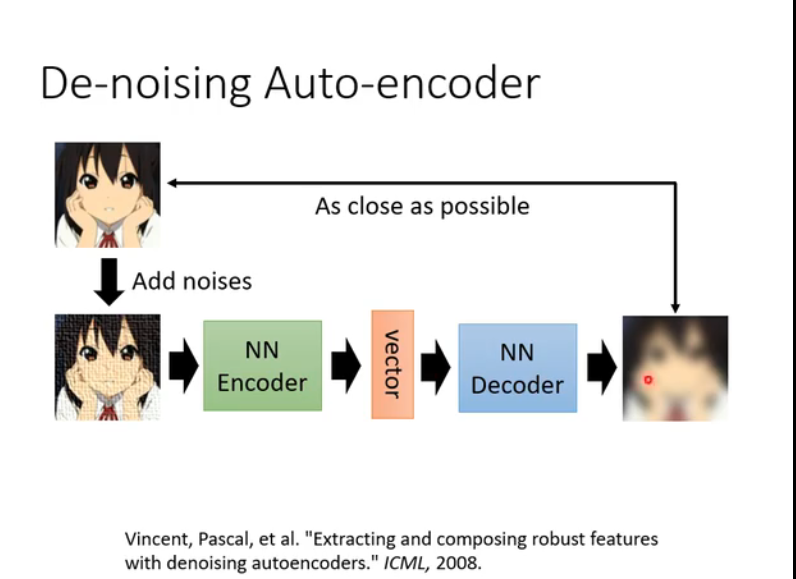 De-noising Auto-encoder
As close as possible
Add noises
NN
Encoder
vector
NN
Decoder
Vincent, Pascal, et al. "Extracting and composing robust features
with denoising autoencoders." ICML, 2008.